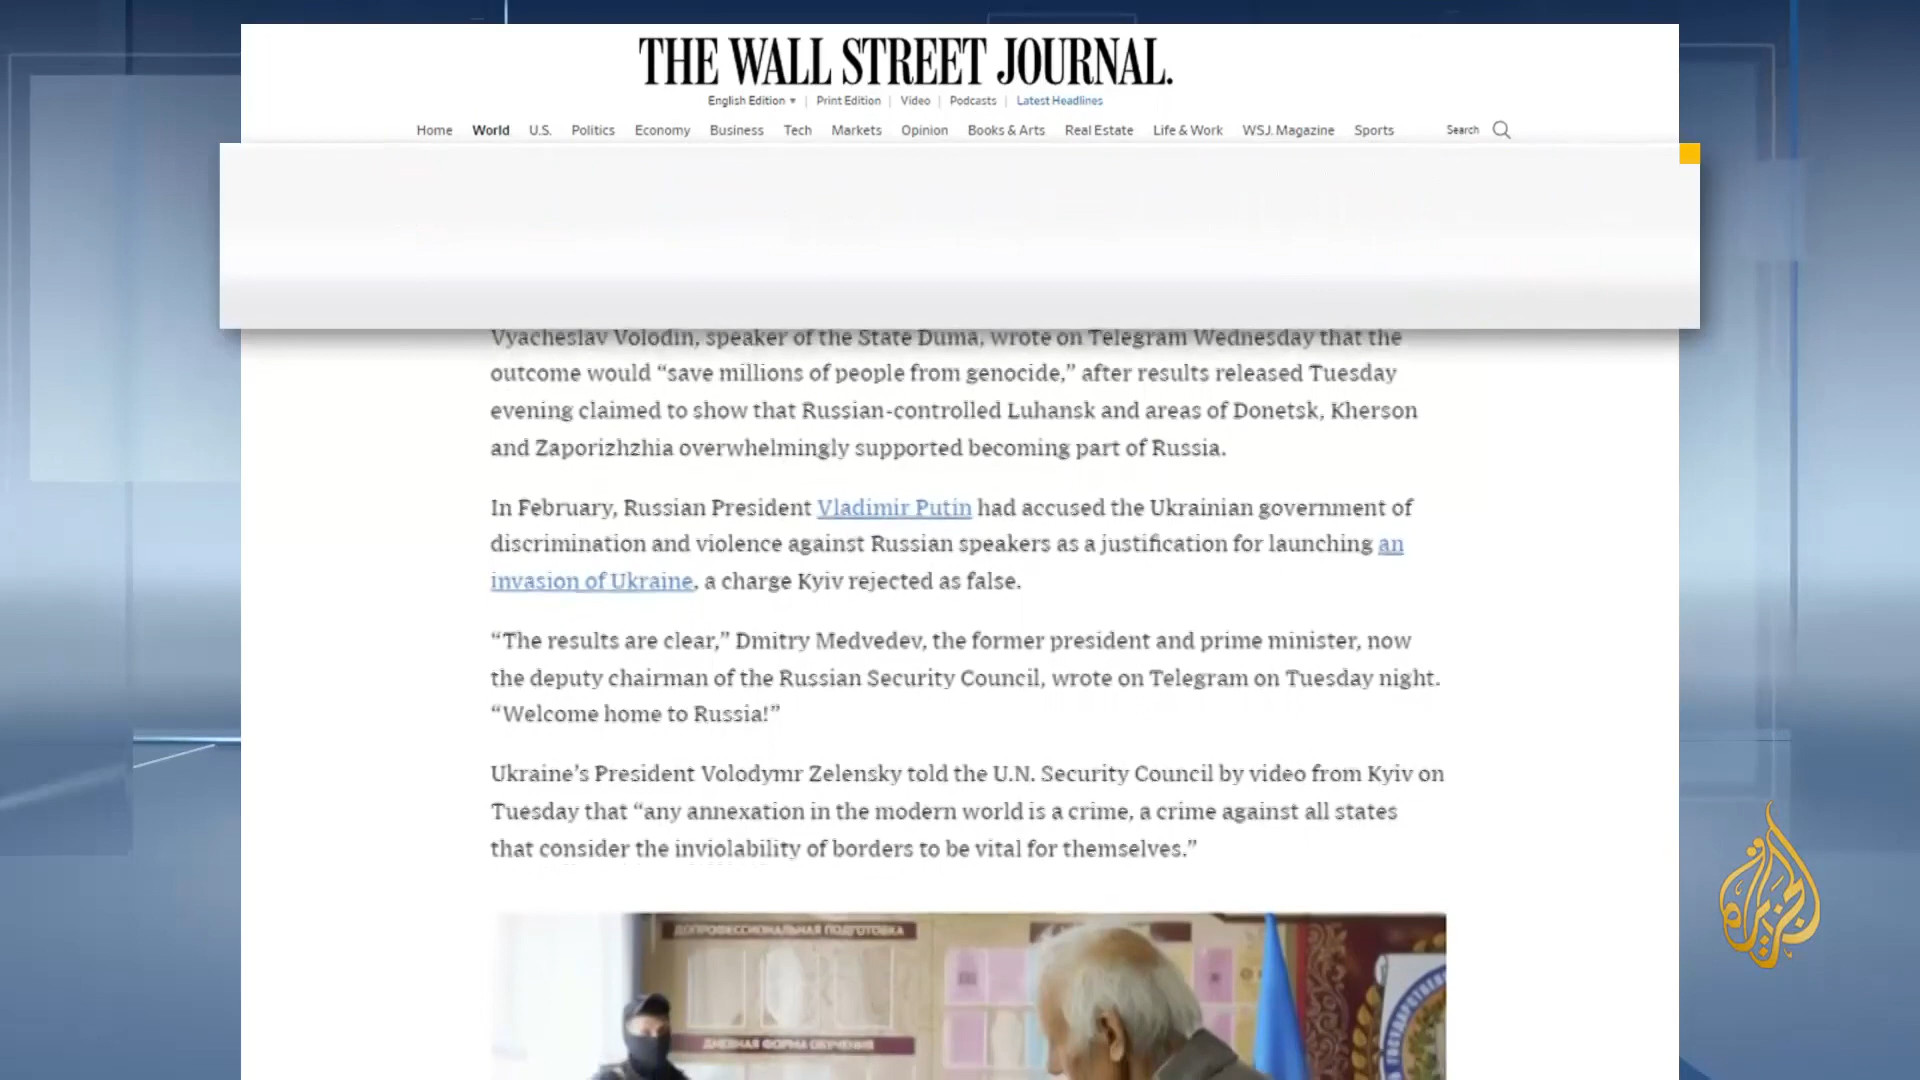 THE WALL STREET JOURNAL.
English Edition ▾ | Print Edition | Video | Podcasts | Latest Headlines
Home World U.S. Politics Economy Business Tech Markets Opinion Books & Arts Real Estate Life & Work WSJ. Magazine Sports Search
Vyacheslav Volodin, speaker of the State Duma, wrote on Telegram Wednesday that the
outcome would “save millions of people from genocide,” after results released Tuesday
evening claimed to show that Russian-controlled Luhansk and areas of Donetsk, Kherson
and Zaporizhzhia overwhelmingly supported becoming part of Russia.
In February, Russian President Vladimir Putin had accused the Ukrainian government of
discrimination and violence against Russian speakers as a justification for launching an
invasion of Ukraine, a charge Kyiv rejected as false.
“The results are clear,” Dmitry Medvedev, the former president and prime minister, now
the deputy chairman of the Russian Security Council, wrote on Telegram on Tuesday night.
“Welcome home to Russia!”
Ukraine’s President Volodymr Zelensky told the U.N. Security Council by video from Kyiv on
Tuesday that “any annexation in the modern world is a crime, a crime against all states
that consider the inviolability of borders to be vital for themselves.”
ДОПРОФЕССИОНАЛЬНАЯ ПОДГОТОВКА
ДНЕВНАЯ ФОРМА ОБУЧЕНИЯ
الجزيرة